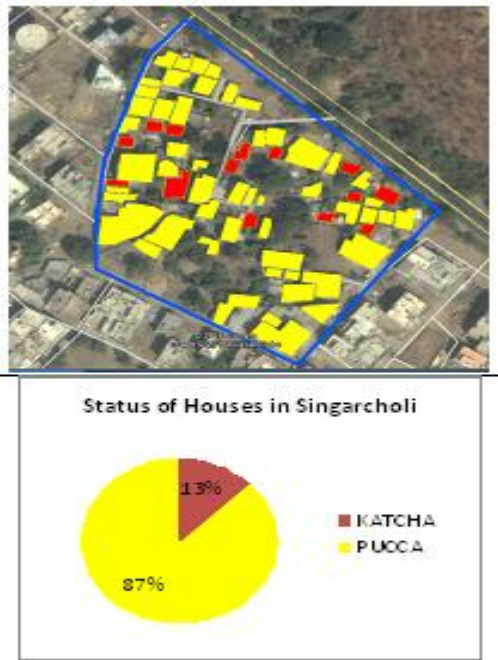 Status of Houses in Singarcholi
13%
87%
KATCHA
PUCCA